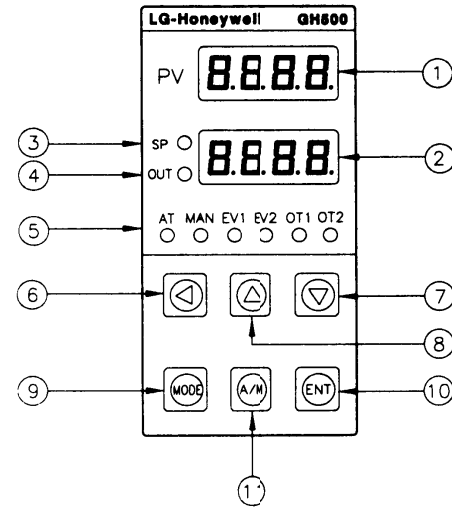 LG-Honeywell GH500
PV 8.8.8.8. 1
3 SP
4 OUT 8.8.8.8. 2
5 AT MAN EV1 EV2 OT1 OT2
6 7
8
9 MODE A/M ENT 10